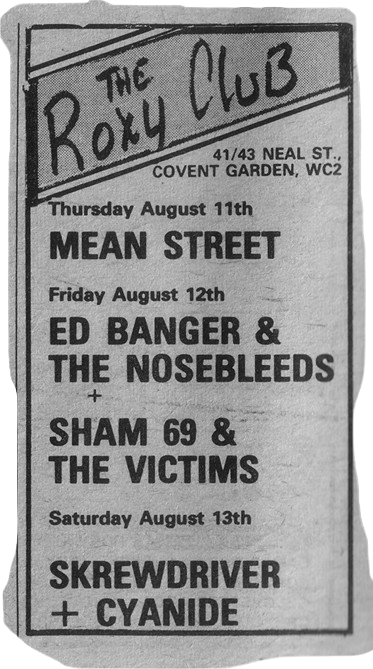 THE
Roxy Club
41/43 NEAL ST.,
COVENT GARDEN, WC2
Thursday August 11th
MEAN STREET
Friday August 12th
ED BANGER &
THE NOSEBLEEDS
+
SHAM 69 &
THE VICTIMS
Saturday August 13th
SKREWDRIVER
+ CYANIDE